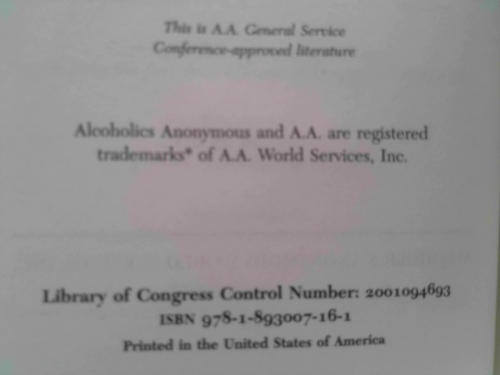 This is A.A. General Service
Conference-approved literature
Alcoholics Anonymous and A.A. are registered
trademarks* of A.A. World Services, Inc.
Library of Congress Control Number: 2001094693
ISBN 978-1-893007-16-1
Printed in the United States of America